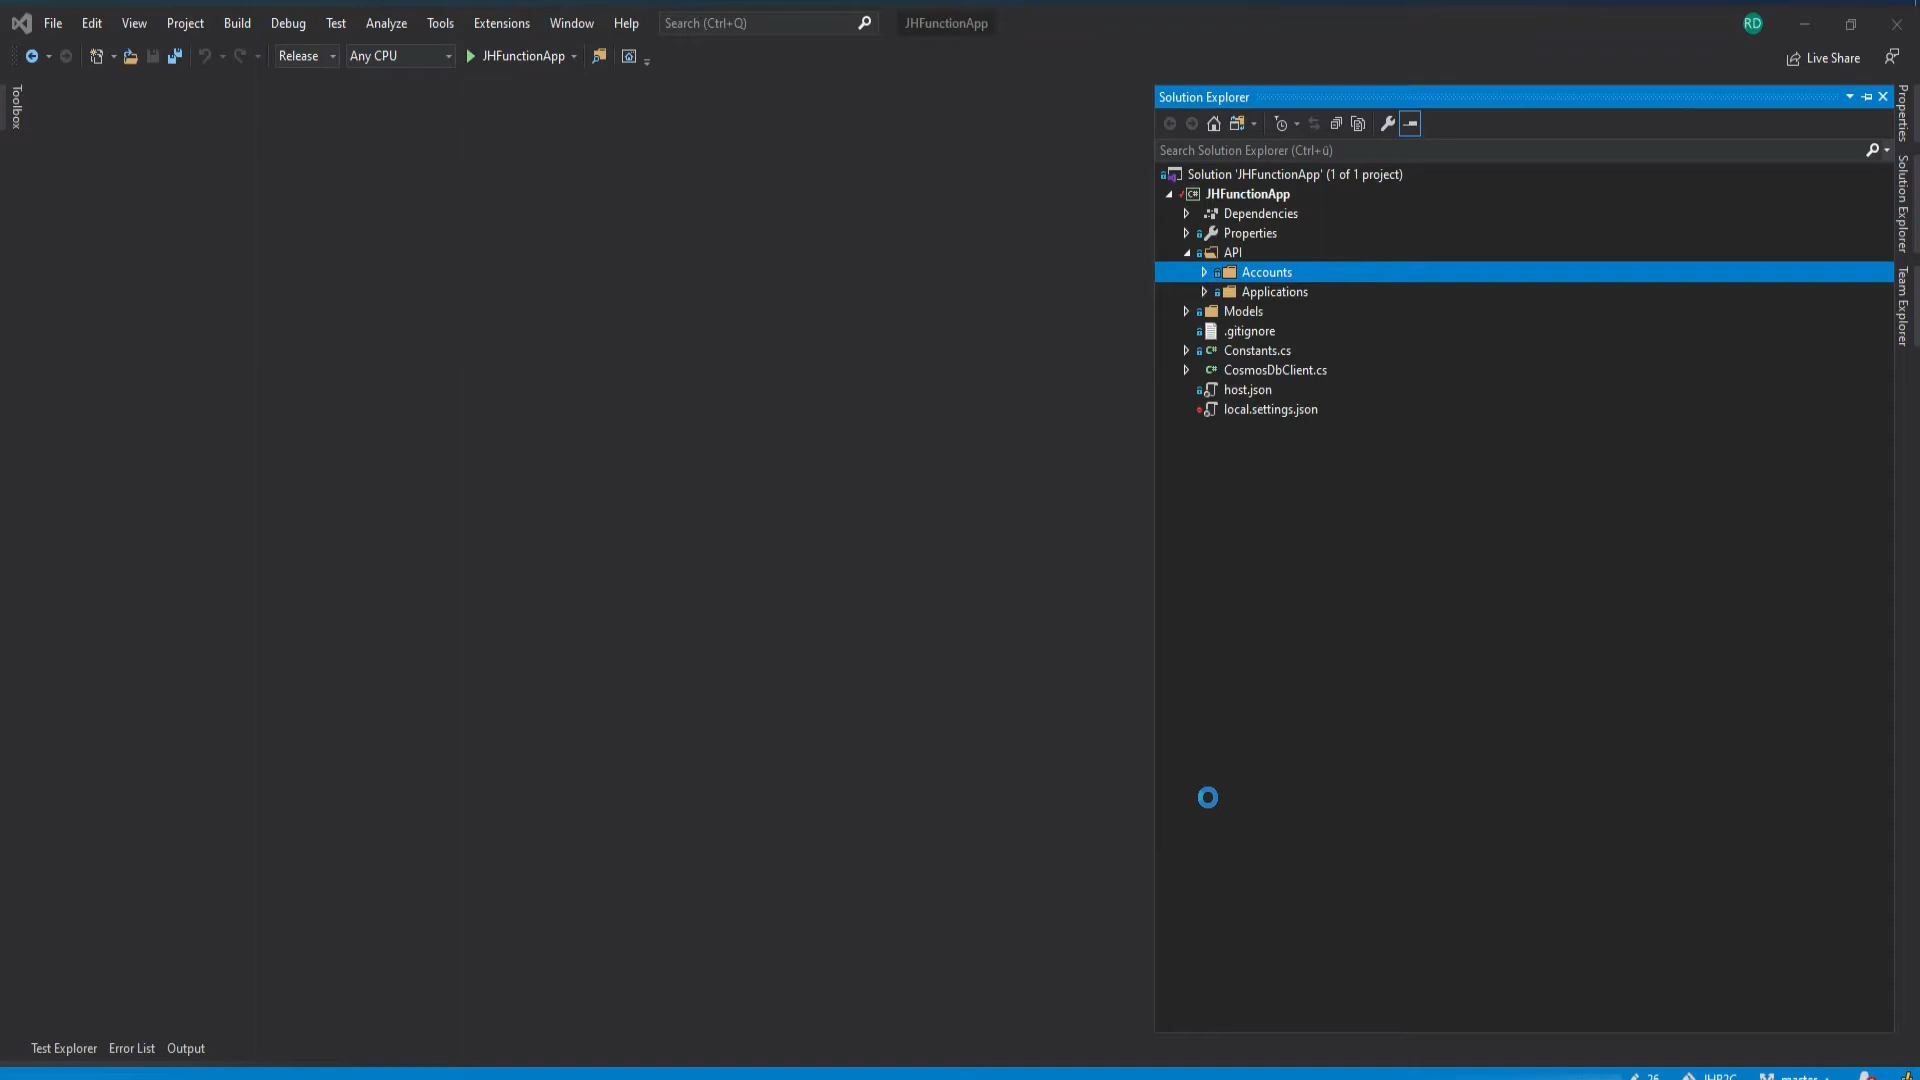 File Edit View Project Build Debug Test Analyze Tools Extensions Window Help Search (Ctrl+Q) JHFunctionApp RD
Release Any CPU JHFunctionApp Live Share
Toolbox
Solution Explorer
Search Solution Explorer (Ctrl+ü)
Solution 'JHFunctionApp' (1 of 1 project)
JHFunctionApp
Dependencies
Properties
API
Accounts
Applications
Models
.gitignore
Constants.cs
CosmosDbClient.cs
host.json
local.settings.json
Properties
Solution Explorer
Team Explorer
Test Explorer Error List Output
26 JHB2C master